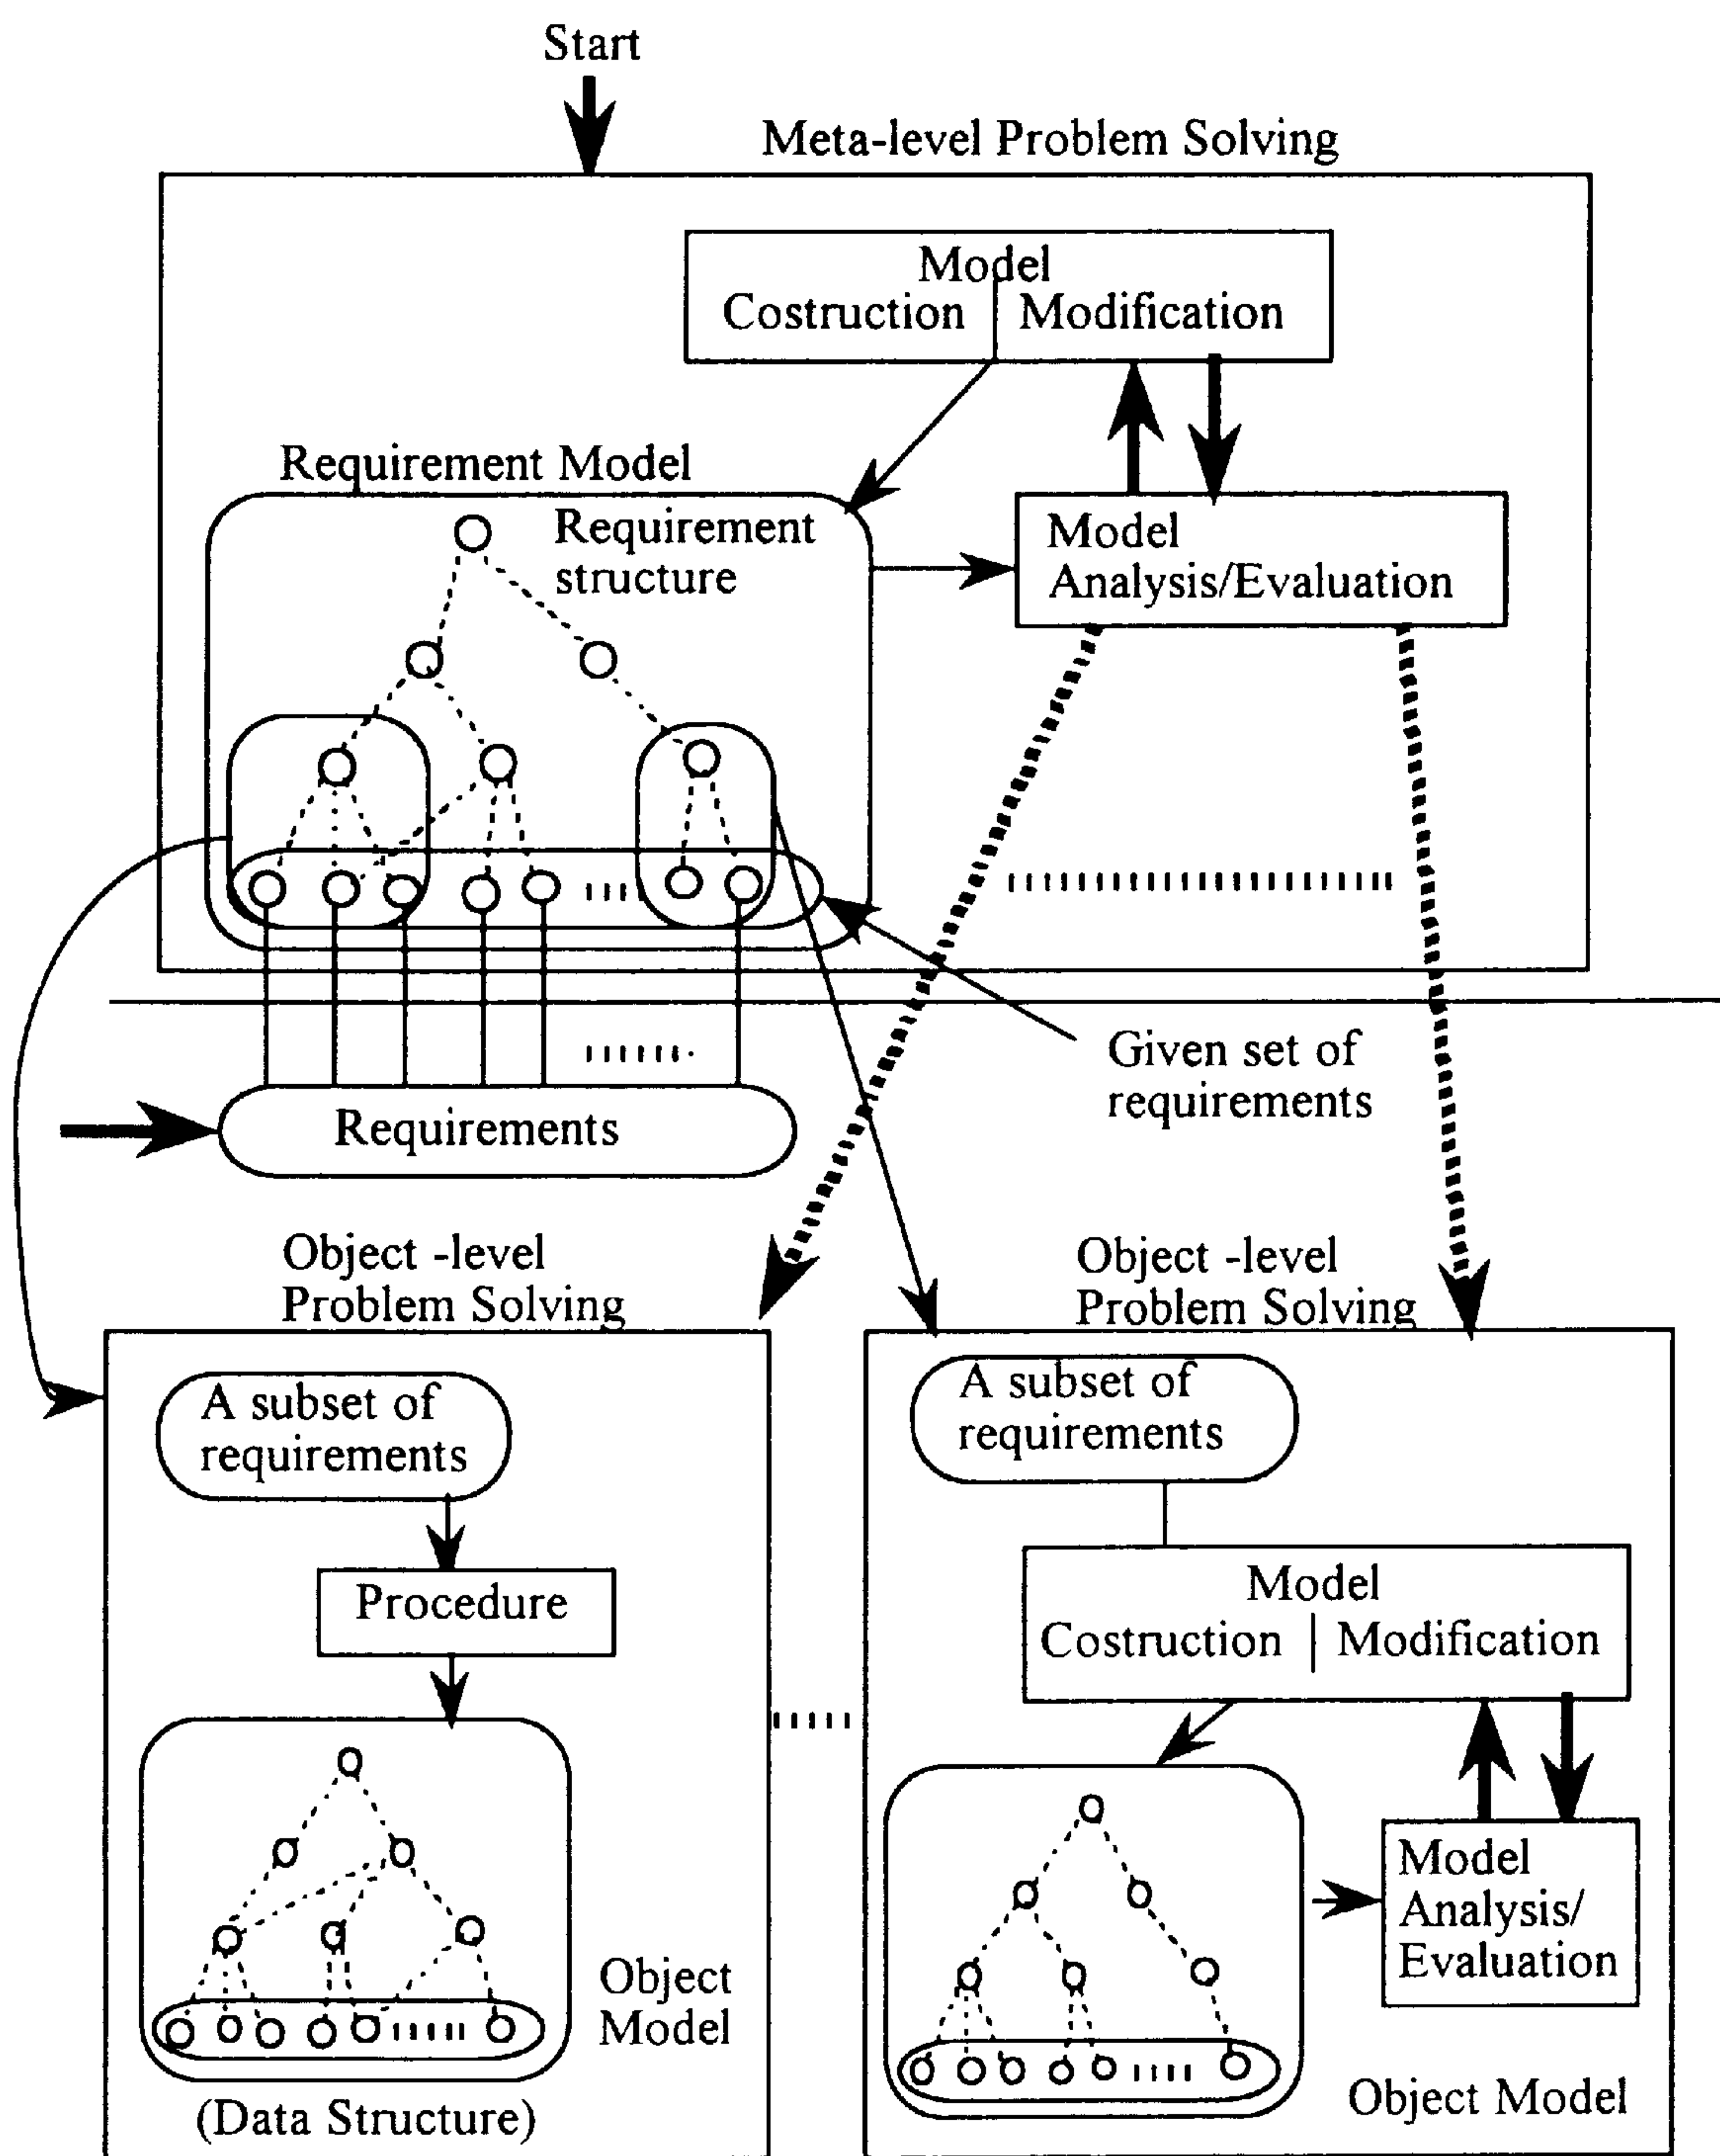 Start
Meta-level Problem Solving
Model
Costruction | Modification
Requirement Model
Requirement
structure
Model
Analysis/Evaluation
Given set of
requirements
Requirements
Object -level
Problem Solving
Object -level
Problem Solving
A subset of
requirements
Procedure
Object
Model
(Data Structure)
A subset of
requirements
Model
Costruction | Modification
Model
Analysis/
Evaluation
Object Model